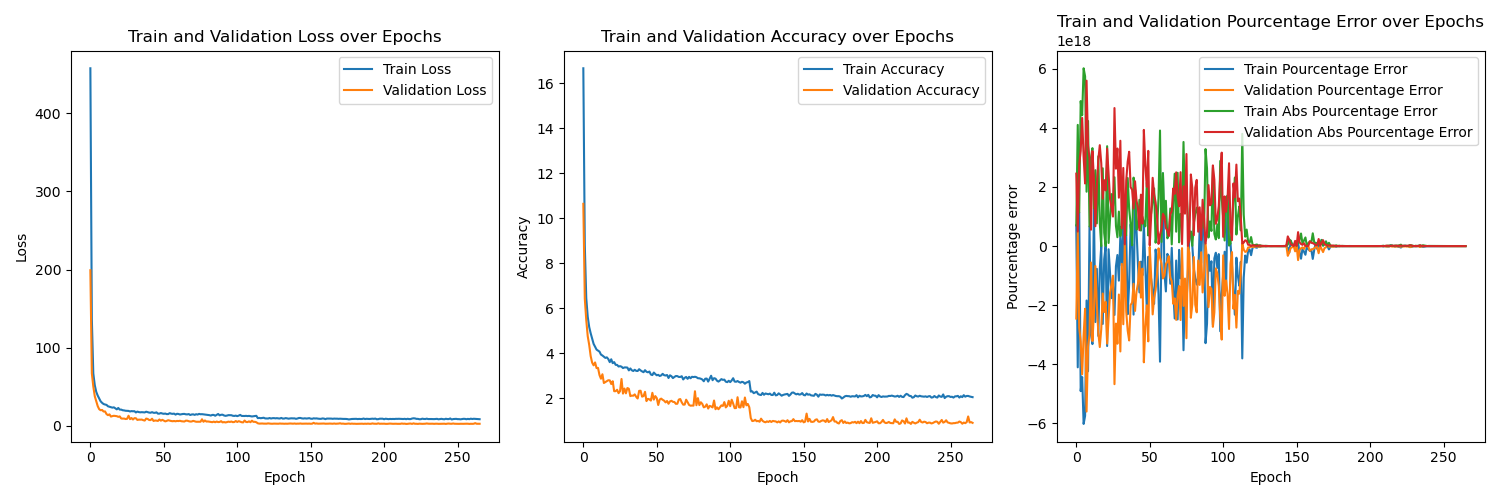 Train and Validation Loss over Epochs
Train Loss
Validation Loss
Loss
400
300
200
100
0
0
50
100
150
200
250
Epoch
Train and Validation Accuracy over Epochs
Train Accuracy
Validation Accuracy
Accuracy
16
14
12
10
8
6
4
2
0
50
100
150
200
250
Epoch
Train and Validation Pourcentage Error over Epochs
1e18
Train Pourcentage Error
Validation Pourcentage Error
Train Abs Pourcentage Error
Validation Abs Pourcentage Error
Pourcentage error
6
4
2
0
−2
−4
−6
0
50
100
150
200
250
Epoch